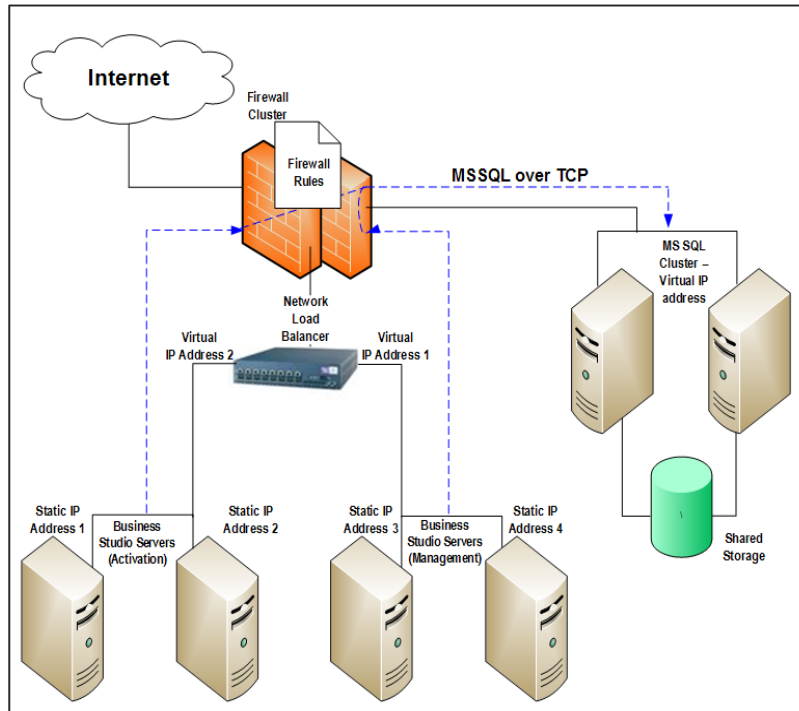 Internet
Firewall
Cluster
Firewall
Rules
MSSQL over TCP
MS SQL
Cluster –
Virtual IP
address
Network
Load
Balancer
Virtual
IP Address 2
Virtual
IP Address 1
Static IP
Address 1
Business
Studio Servers
(Activation)
Static IP
Address 2
Static IP
Address 3
Business
Studio Servers
(Management)
Static IP
Address 4
Shared
Storage